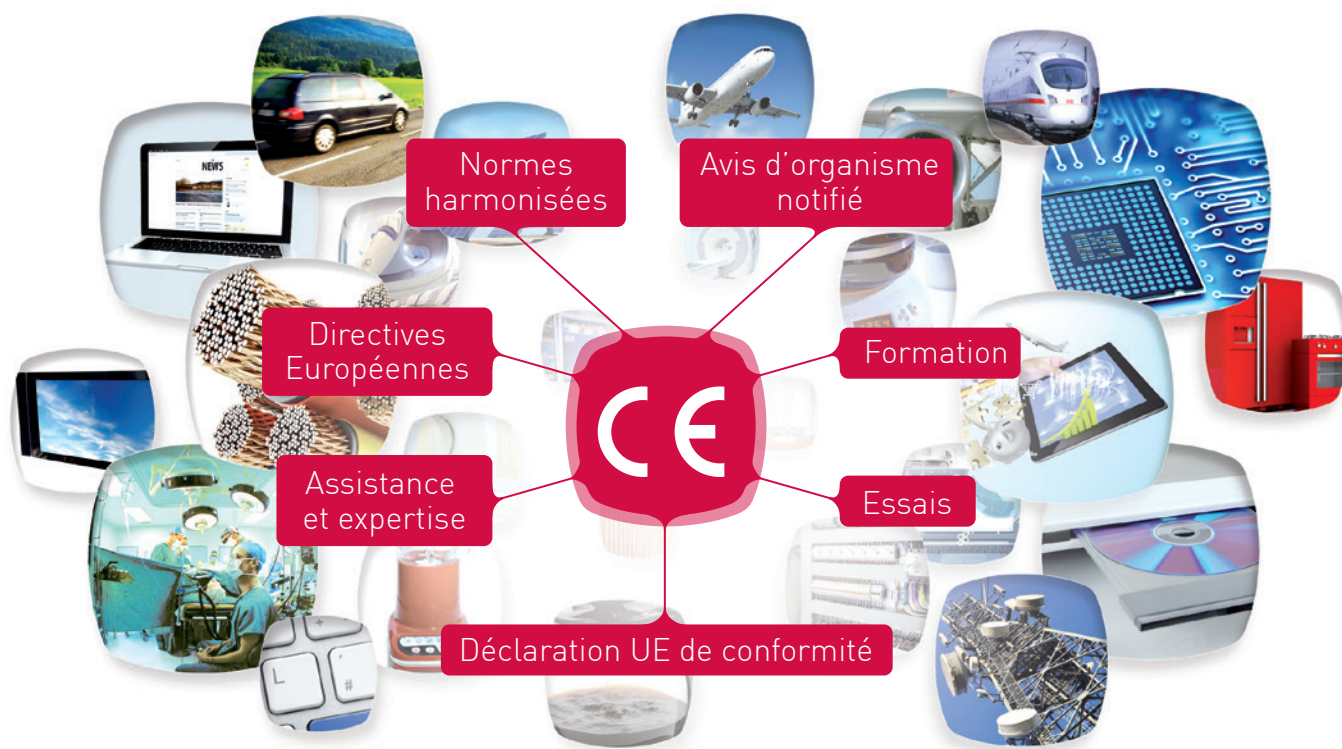 NEWS
Normes
harmonisées
Avis d'organisme
notifié
Directives
Européennes
Formation
CE
Assistance
et expertise
Essais
Déclaration UE de conformité
+
L
*
#